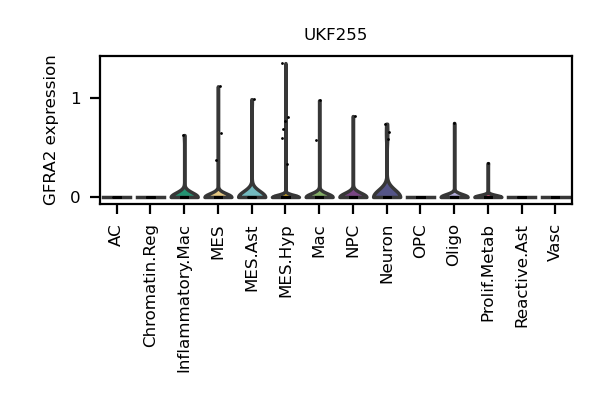 UKF255
GFRA2 expression
1
0
AC
Chromatin.Reg
Inflammatory.Mac
MES
MES.Ast
MES.Hyp
Mac
NPC
Neuron
OPC
Oligo
Prolif.Metab
Reactive.Ast
Vasc